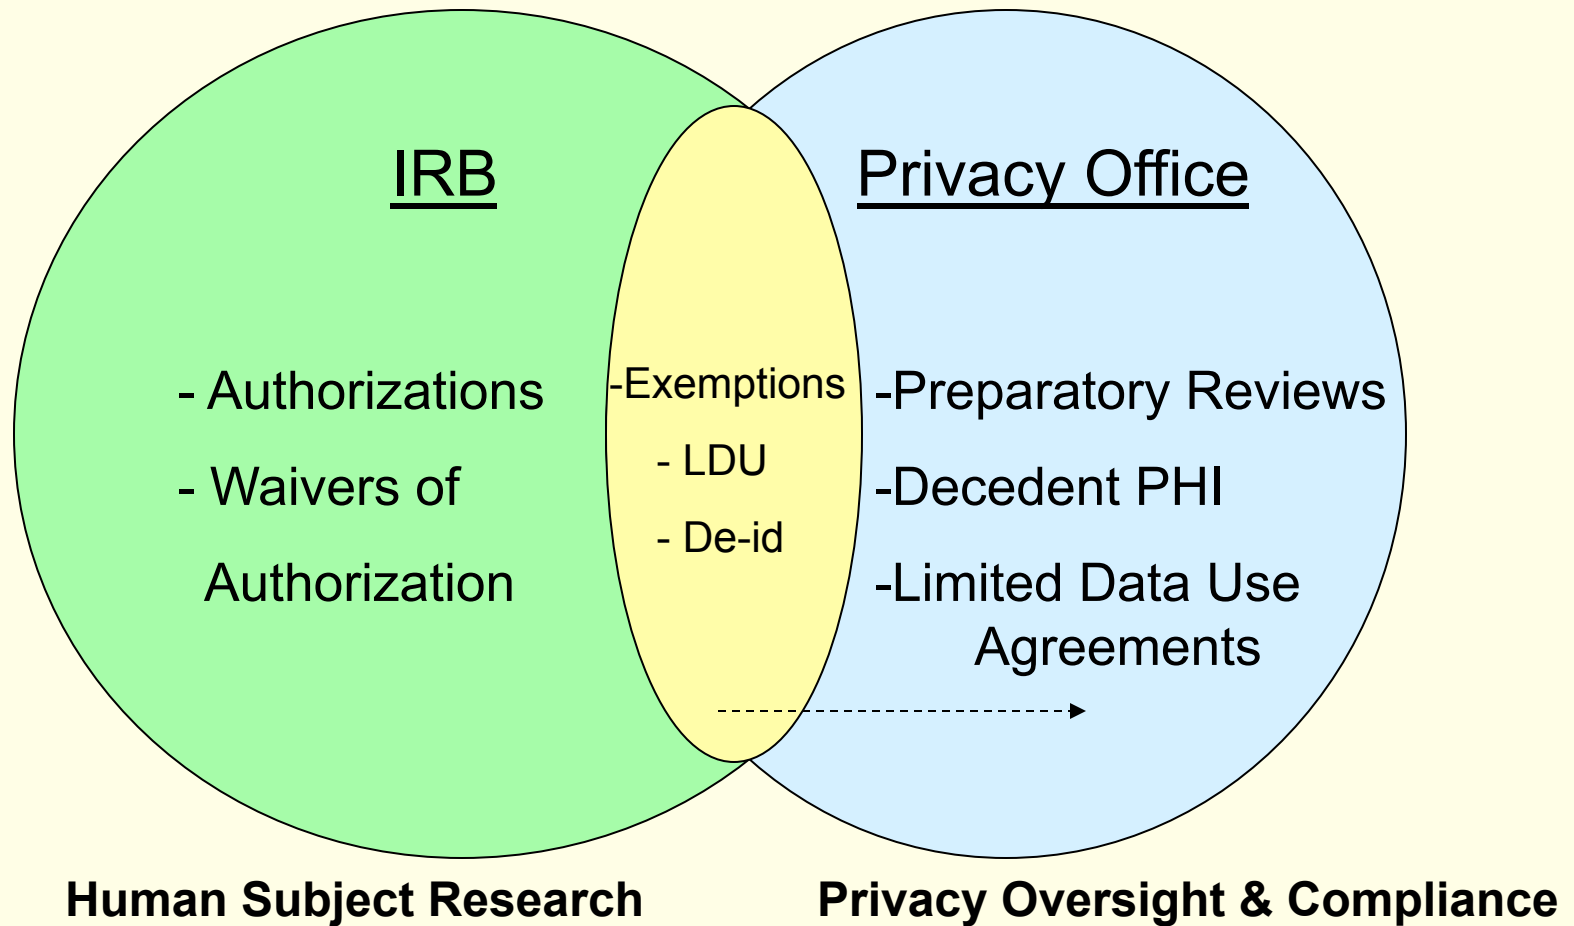 IRB
- Authorizations
- Waivers of
Authorization
-Exemptions
- LDU
- De-id
Privacy Office
-Preparatory Reviews
-Decedent PHI
-Limited Data Use
Agreements
Human Subject Research
Privacy Oversight & Compliance